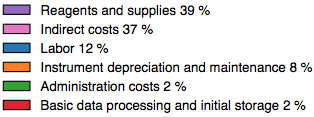 Reagents and supplies 39 %
Indirect costs 37 %
Labor 12 %
Instrument depreciation and maintenance 8 %
Administration costs 2 %
Basic data processing and initial storage 2 %